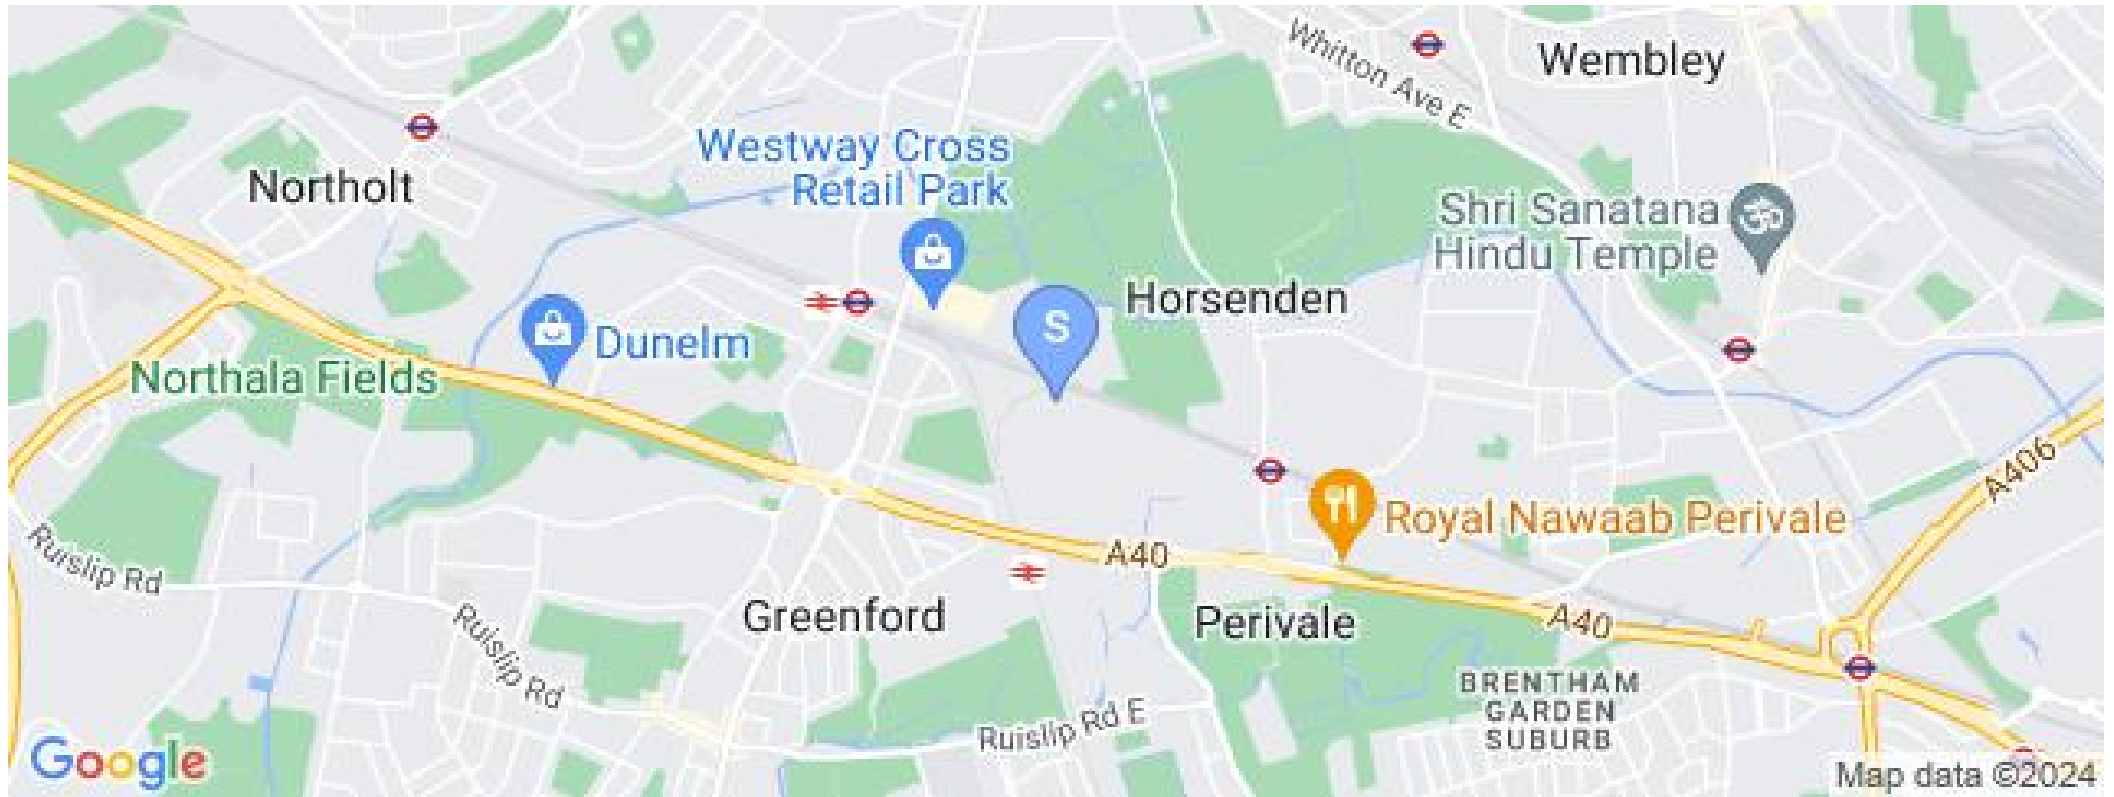 Whitton Ave E
Wembley
Westway Cross
Retail Park
Northolt
Shri Sanatana
Hindu Temple
Horsenden
S
Dunelm
Northala Fields
A406
Royal Nawaab Perivale
Ruislip Rd
A40
Greenford
Perivale
A40
Ruislip Rd
BRENTHAM
GARDEN
SUBURB
Ruislip Rd E
Google
Map data ©2024